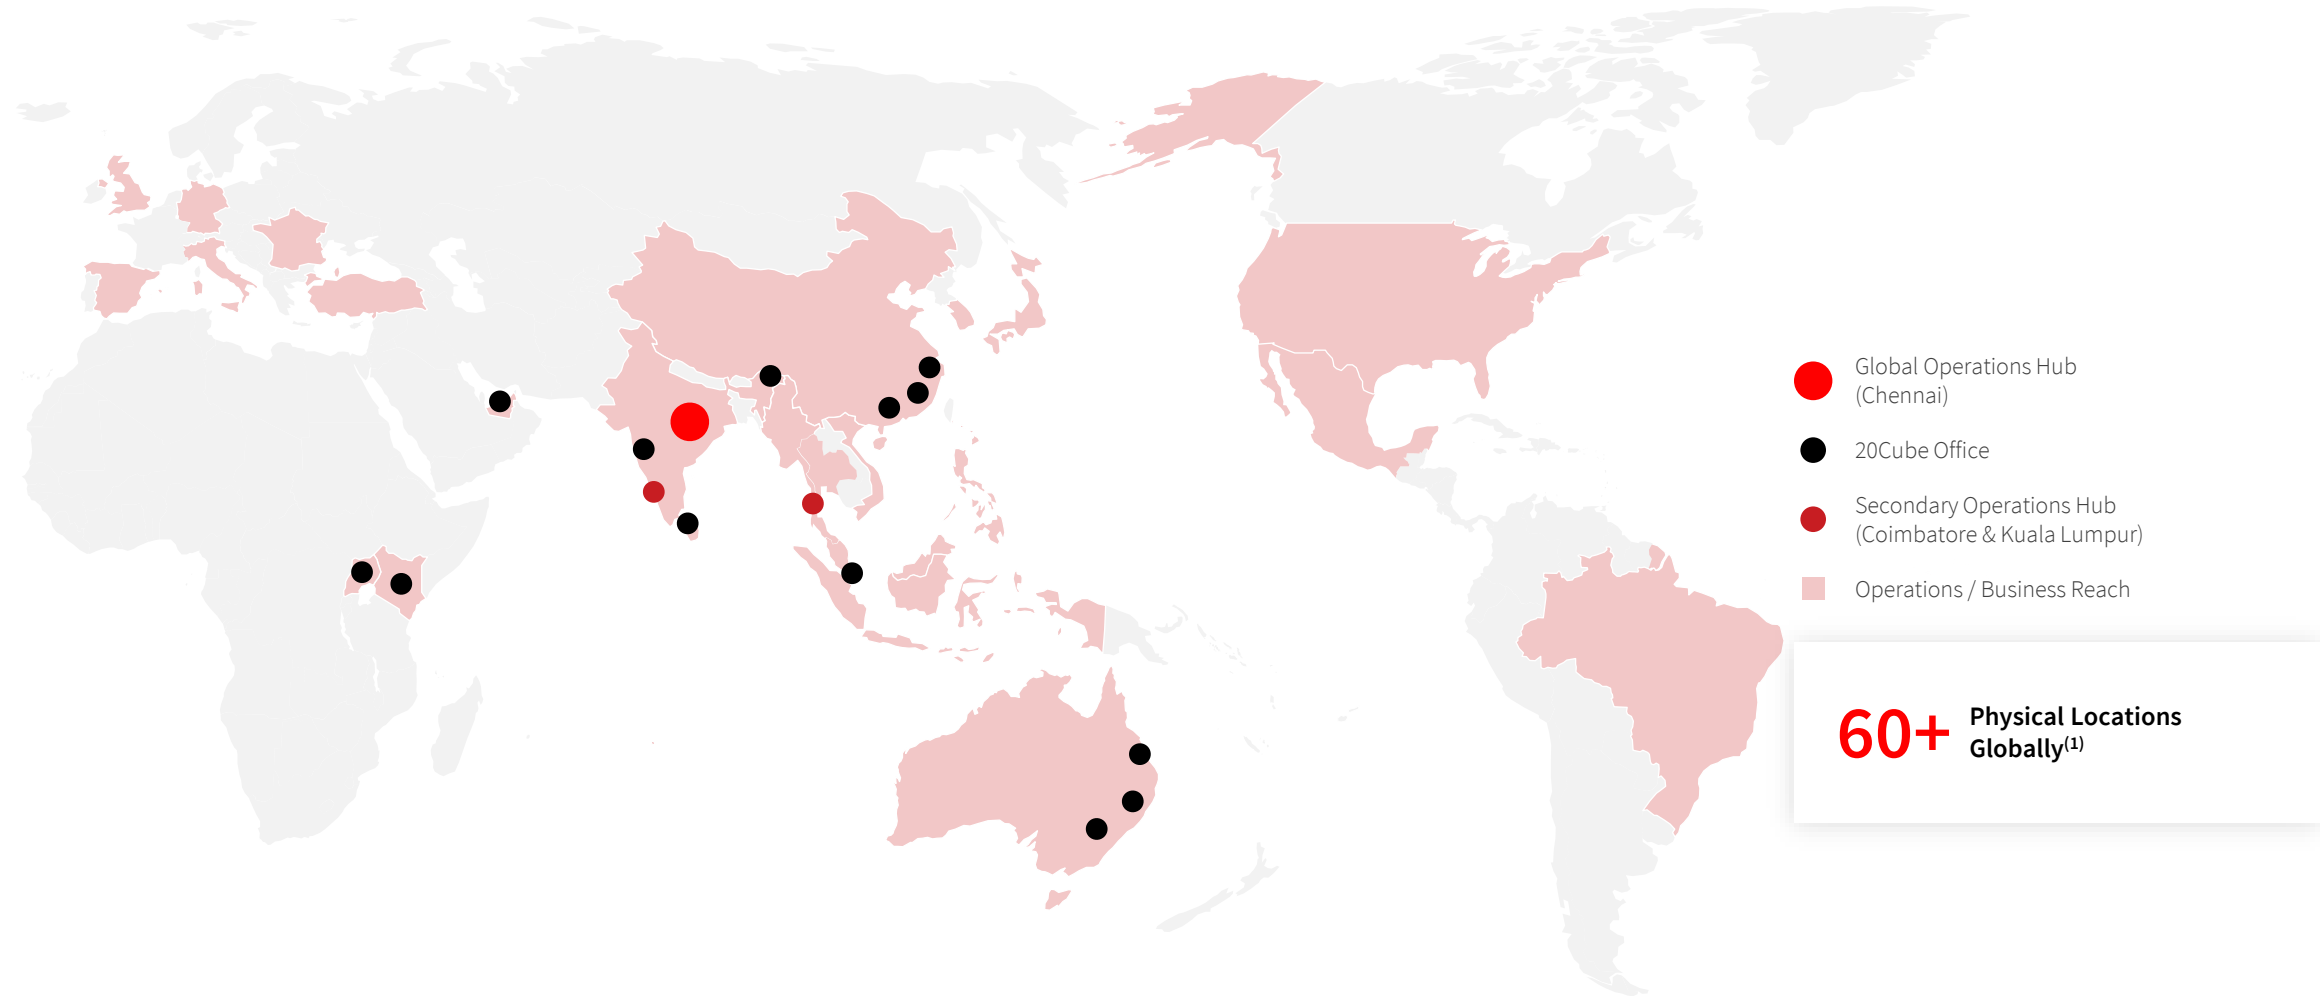 Global Operations Hub
(Chennai)
20Cube Office
Secondary Operations Hub
(Coimbatore & Kuala Lumpur)
Operations / Business Reach
60+ Physical Locations
Globally(1)